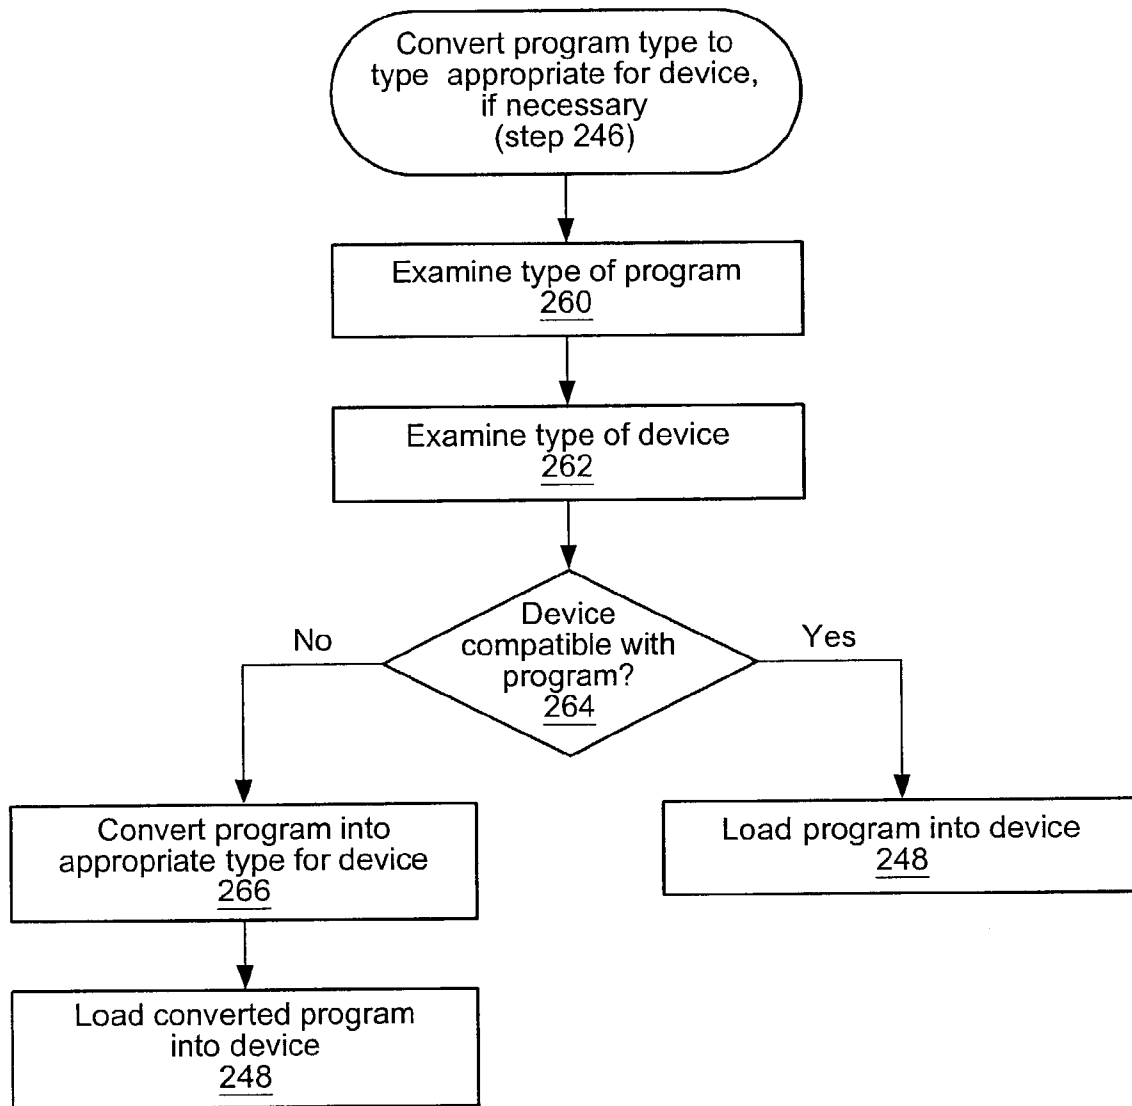 Convert program type to
type appropriate for device,
if necessary
(step 246)
Examine type of program
260
Examine type of device
262
Device
compatible with
program?
264
No
Yes
Convert program into
appropriate type for device
266
Load program into device
248
Load converted program
into device
248